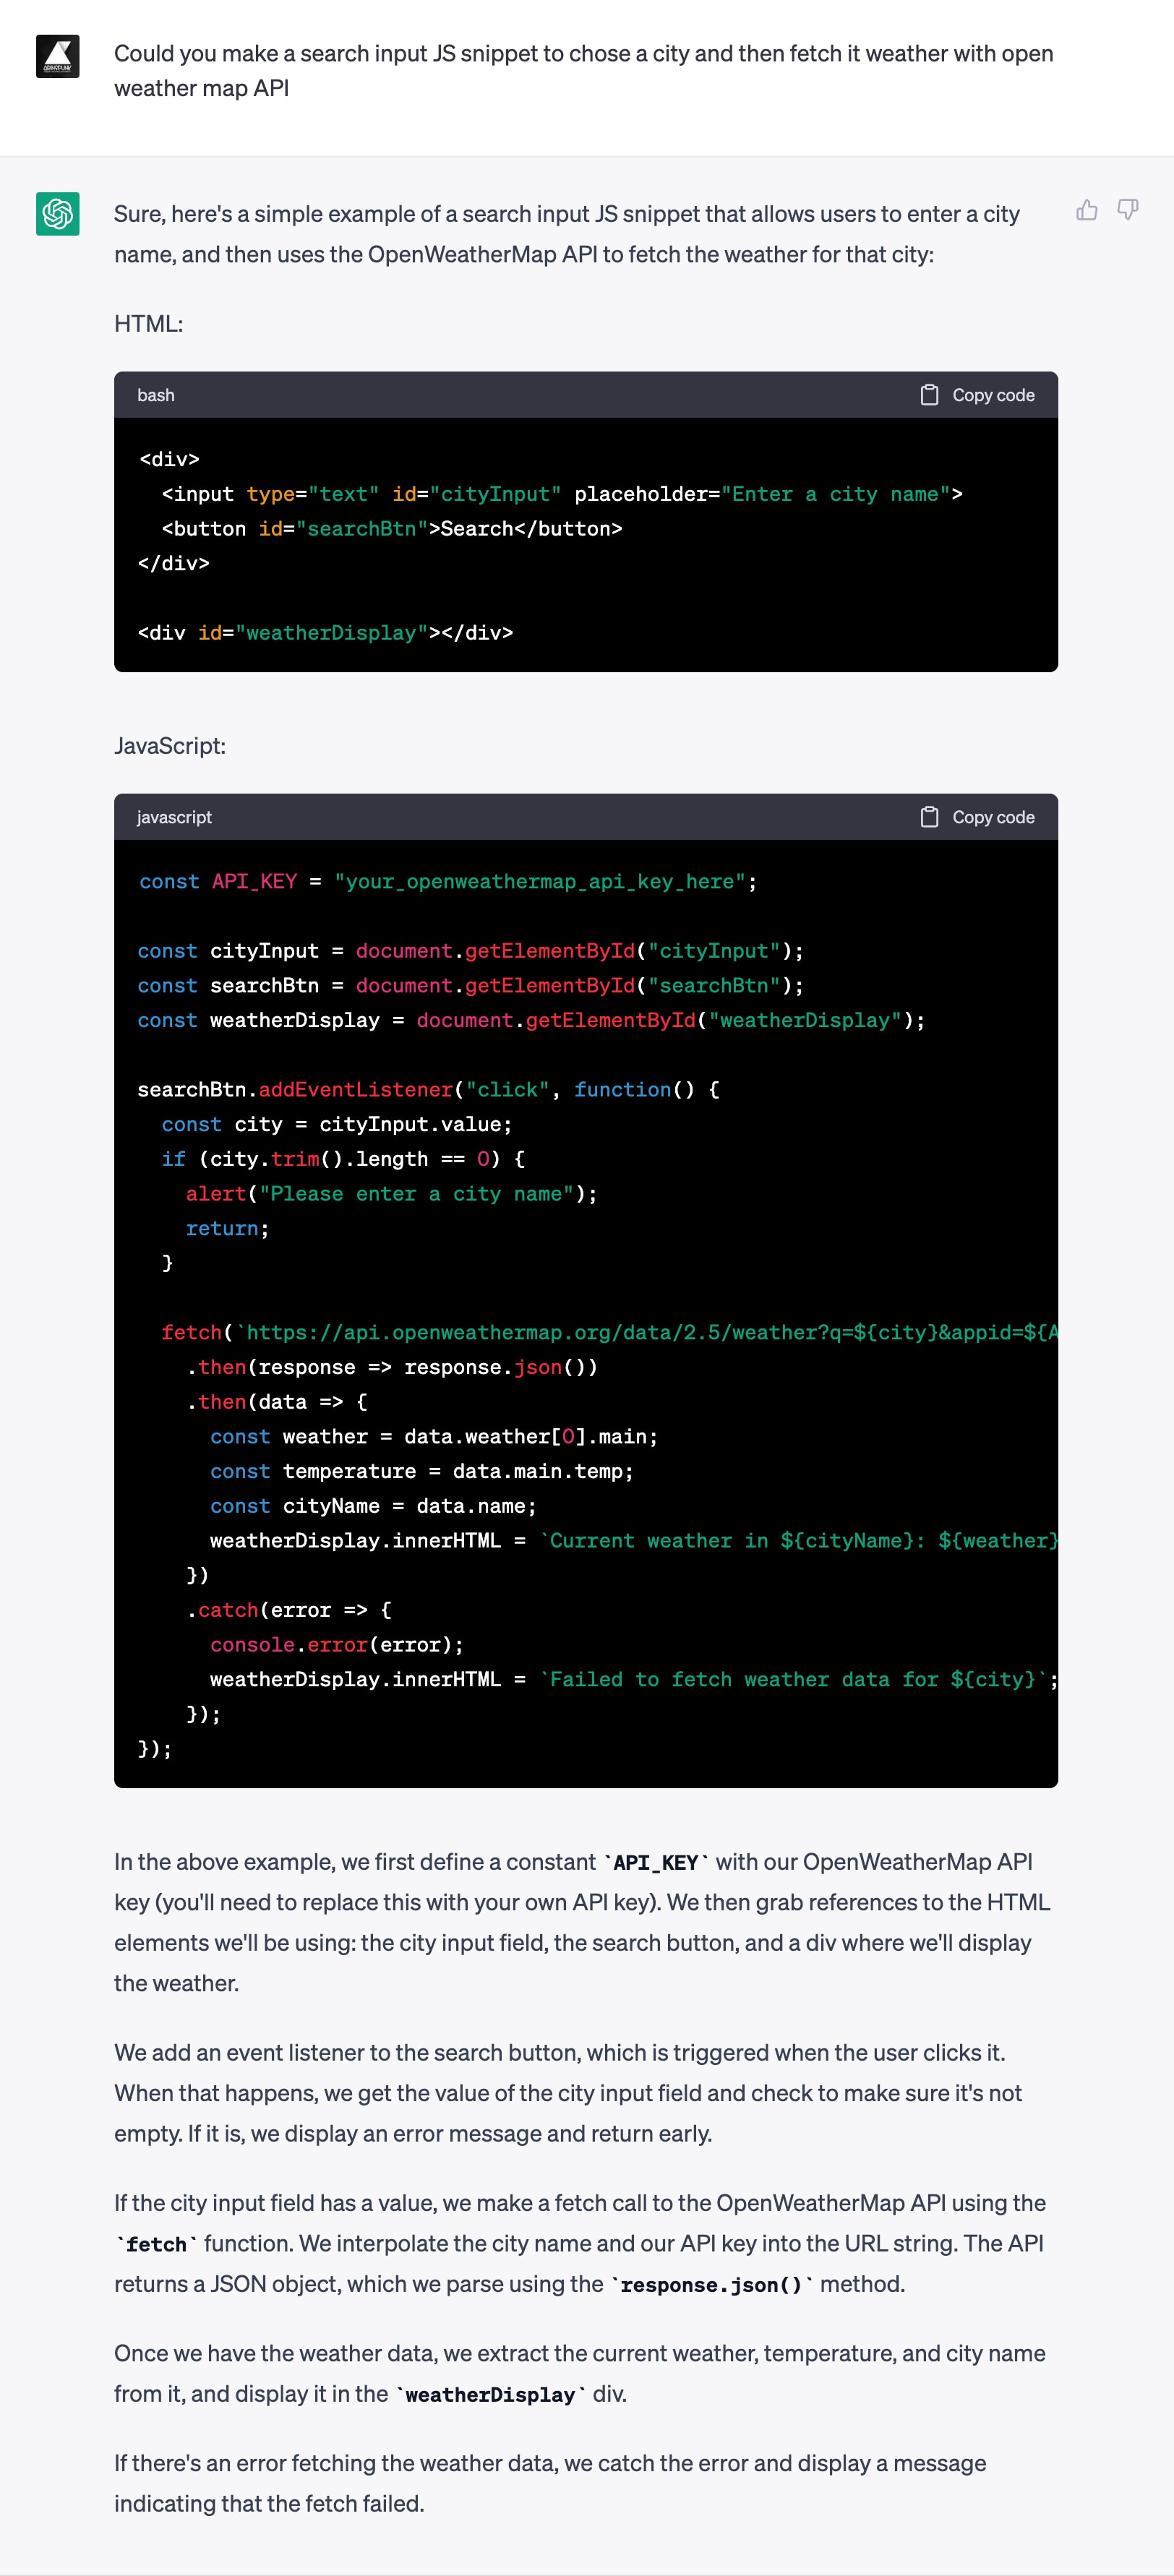 Could you make a search input JS snippet to chose a city and then fetch it weather with open
weather map API
Sure, here's a simple example of a search input JS snippet that allows users to enter a city
name, and then uses the OpenWeatherMap API to fetch the weather for that city:
HTML:
bash Copy code
<div>
  <input type="text" id="cityInput" placeholder="Enter a city name">
  <button id="searchBtn">Search</button>
</div>

<div id="weatherDisplay"></div>
JavaScript:
javascript Copy code
const API_KEY = "your_openweathermap_api_key_here";

const cityInput = document.getElementById("cityInput");
const searchBtn = document.getElementById("searchBtn");
const weatherDisplay = document.getElementById("weatherDisplay");

searchBtn.addEventListener("click", function() {
  const city = cityInput.value;
  if (city.trim().length == 0) {
    alert("Please enter a city name");
    return;
  }

  fetch(`https://api.openweathermap.org/data/2.5/weather?q=${city}&appid=${A
    .then(response => response.json())
    .then(data => {
      const weather = data.weather[0].main;
      const temperature = data.main.temp;
      const cityName = data.name;
      weatherDisplay.innerHTML = `Current weather in ${cityName}: ${weather}
    })
    .catch(error => {
      console.error(error);
      weatherDisplay.innerHTML = `Failed to fetch weather data for ${city}`;
    });
});
In the above example, we first define a constant `API_KEY` with our OpenWeatherMap API
key (you'll need to replace this with your own API key). We then grab references to the HTML
elements we'll be using: the city input field, the search button, and a div where we'll display
the weather.
We add an event listener to the search button, which is triggered when the user clicks it.
When that happens, we get the value of the city input field and check to make sure it's not
empty. If it is, we display an error message and return early.
If the city input field has a value, we make a fetch call to the OpenWeatherMap API using the
`fetch` function. We interpolate the city name and our API key into the URL string. The API
returns a JSON object, which we parse using the `response.json()` method.
Once we have the weather data, we extract the current weather, temperature, and city name
from it, and display it in the `weatherDisplay` div.
If there's an error fetching the weather data, we catch the error and display a message
indicating that the fetch failed.